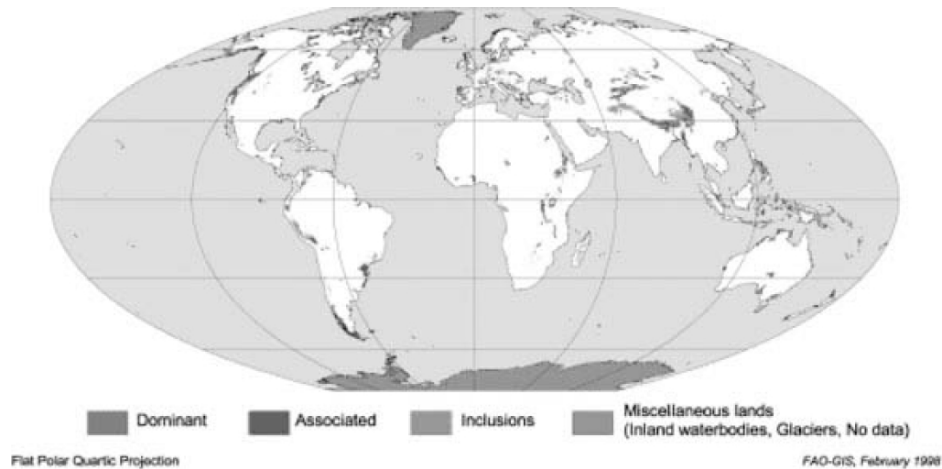 Dominant
Associated
Inclusions
Miscellaneous lands
(Inland waterbodies, Glaciers, No data)
Flat Polar Quartic Projection
FAO-GIS, February 1998